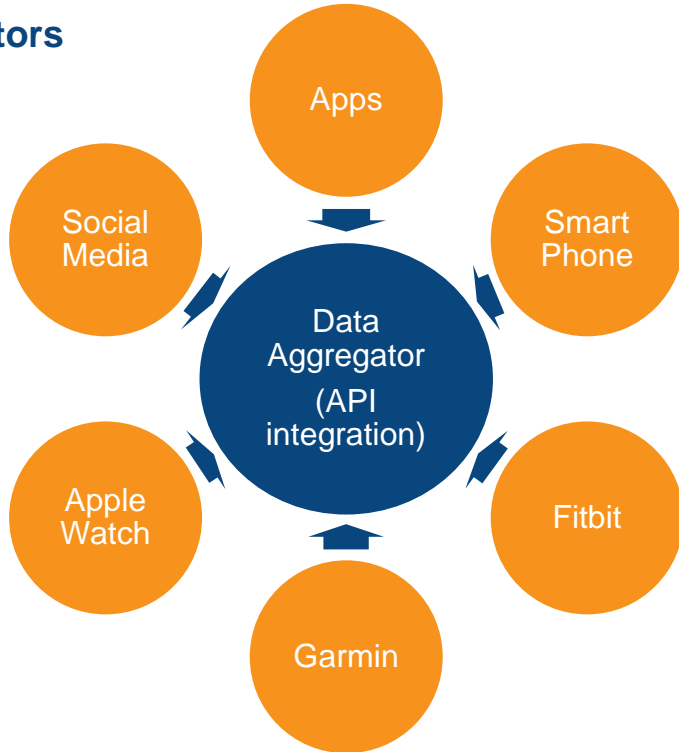 tors
Apps
Social
Media
Smart
Phone
Data
Aggregator
(API
integration)
Apple
Watch
Fitbit
Garmin